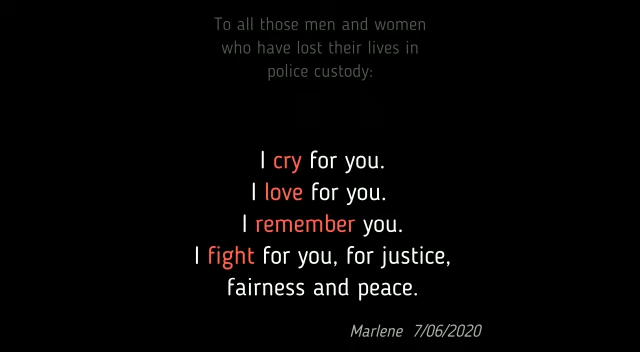 To all those men and women
who have lost their lives in
police custody:
I cry for you.
I love for you.
I remember you.
I fight for you, for justice,
fairness and peace.
Marlene 7/06/2020